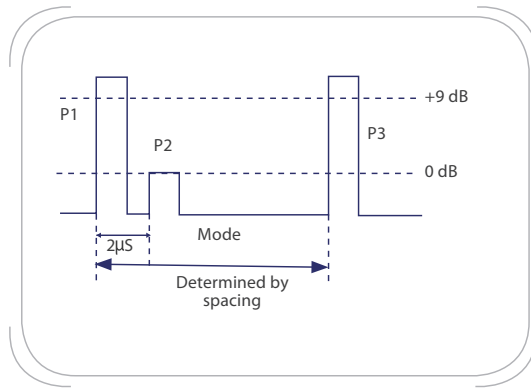 +9 dB
P1
P2
P3
0 dB
Mode
2µS
Determined by
spacing